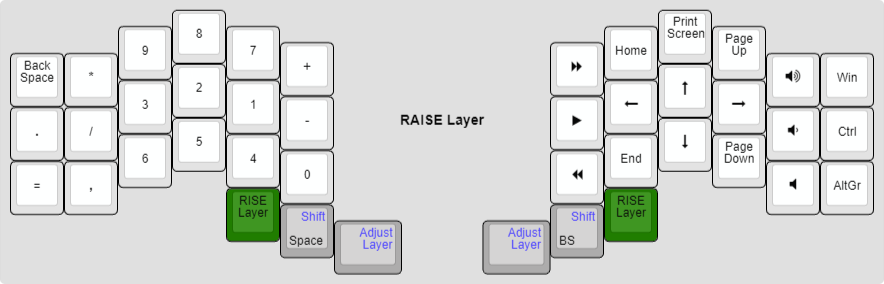 Back
Space
*
9
8
7
+
.
/
3
2
1
-
=
,
6
5
4
0
RISE
Layer
Shift
Space
Adjust
Layer
RAISE Layer
Home
Print
Screen
Page
Up
Win
Ctrl
End
Page
Down
AltGr
Adjust
Layer
Shift
BS
RISE
Layer